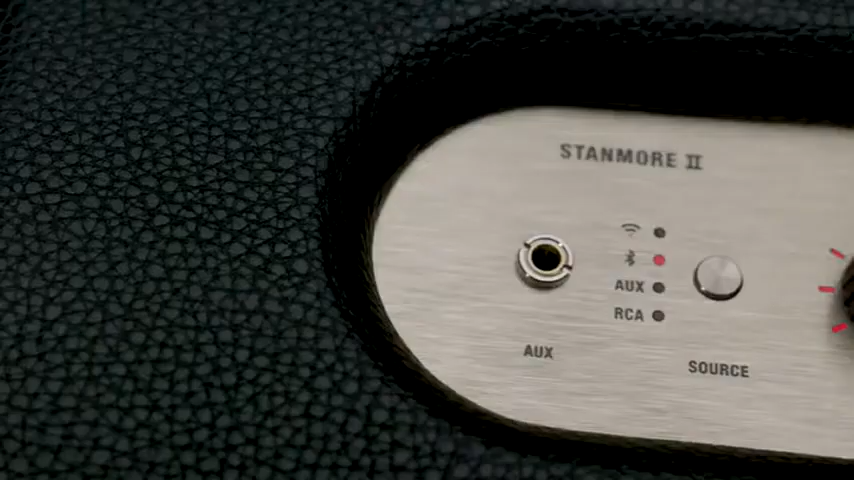 STANMORE II
AUX
RCA
AUX
SOURCE